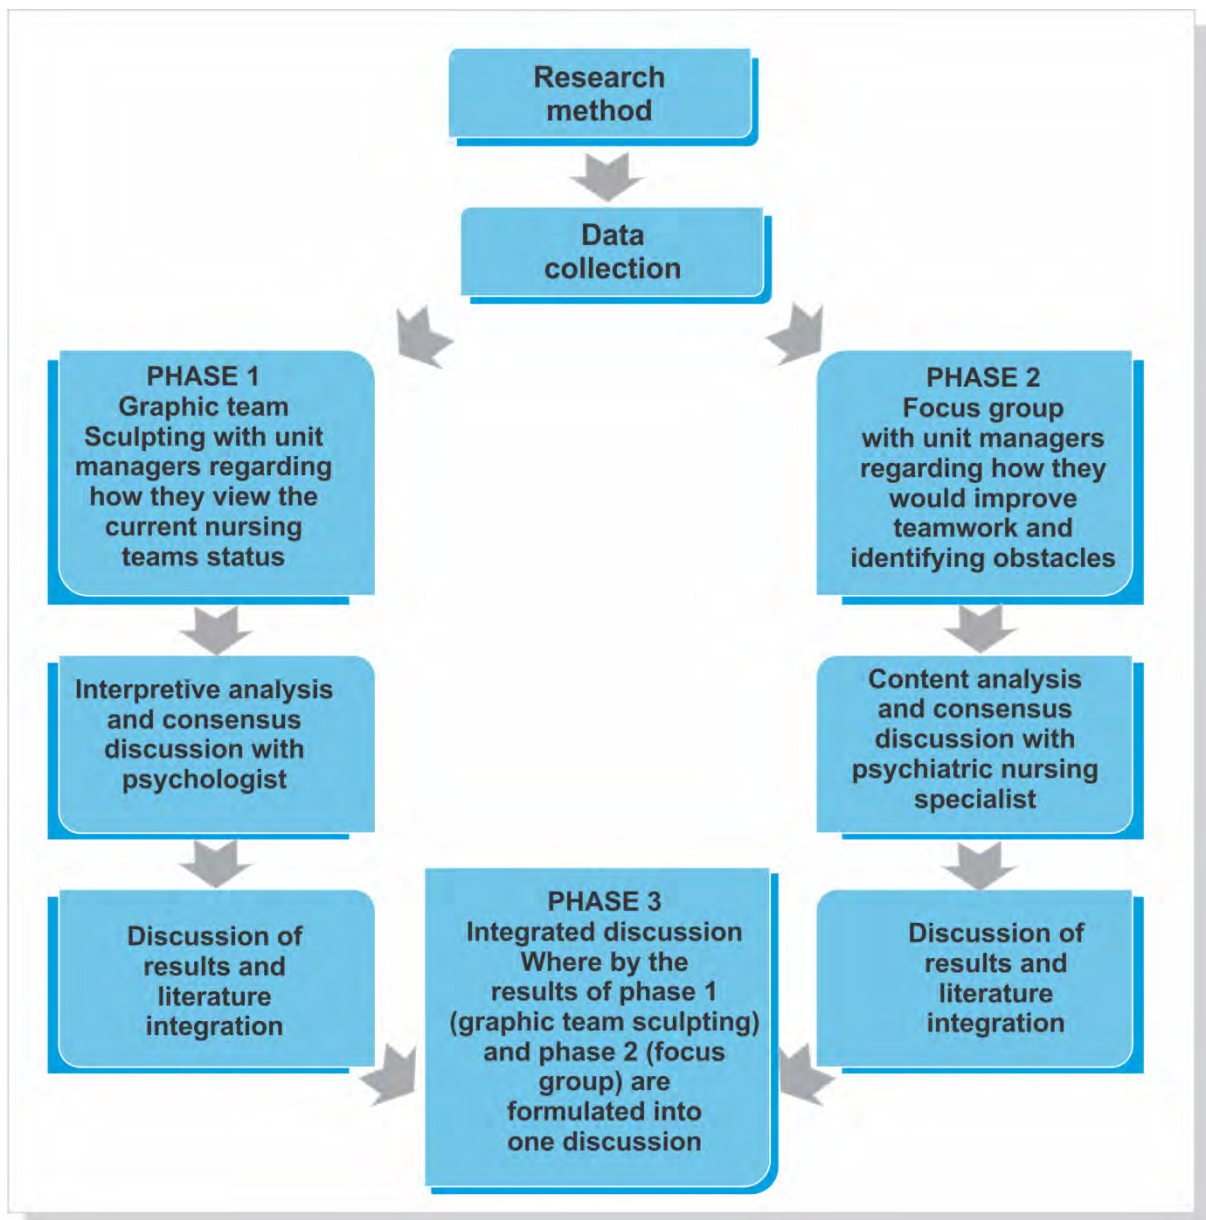 Research
method
Data
collection
PHASE 1
Graphic team
Sculpting with unit
managers regarding
how they view the
current nursing
teams status
PHASE 2
Focus group
with unit managers
regarding how they
would improve
teamwork and
identifying obstacles
Interpretive analysis
and consensus
discussion with
psychologist
Content analysis
and consensus
discussion with
psychiatric nursing
specialist
Discussion of
results and
literature
integration
PHASE 3
Integrated discussion
Where by the
results of phase 1
(graphic team sculpting)
and phase 2 (focus
group) are
formulated into
one discussion
Discussion of
results and
literature
integration